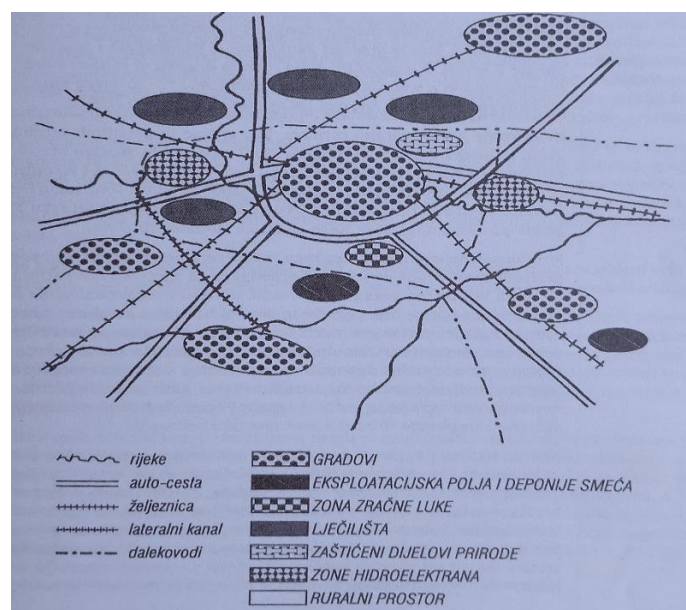 rijeke
auto-cesta
željeznica
lateralni kanal
dalekovodi
GRADOVI
EKSPLOATACIJSKA POLJA I DEPONIJE SMEĆA
ZONA ZRAČNE LUKE
LJEČILIŠTA
ZAŠTIĆENI DIJELOVI PRIRODE
ZONE HIDROELEKTRANA
RURALNI PROSTOR